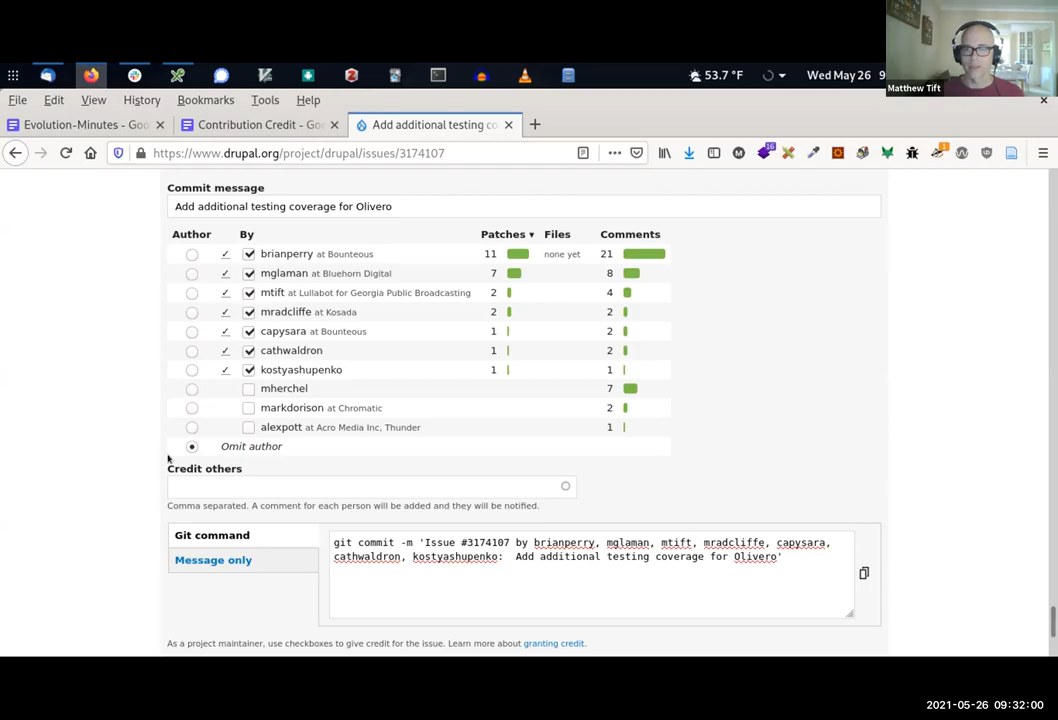 53.7 °F
Wed May 26 9
Matthew Tift
File Edit View History Bookmarks Tools Help
Evolution-Minutes - Goo
Contribution Credit - Goo
Add additional testing co
https://www.drupal.org/project/drupal/issues/3174107
16
1
Commit message
Add additional testing coverage for Olivero
Author By Patches ▾ Files Comments
✓ brianperry at Bounteous 11 none yet 21
✓ mglaman at Bluehorn Digital 7 8
✓ mtift at Lullabot for Georgia Public Broadcasting 2 4
✓ mradcliffe at Kosada 2 2
✓ capysara at Bounteous 1 2
✓ cathwaldron 1 2
✓ kostyashupenko 1 1
mherchel 7
markdorison at Chromatic 2
alexpott at Acro Media Inc, Thunder 1
Omit author
Credit others
Comma separated. A comment for each person will be added and they will be notified.
Git command
Message only
git commit -m 'Issue #3174107 by brianperry, mglaman, mtift, mradcliffe, capysara,
cathwaldron, kostyashupenko: Add additional testing coverage for Olivero'
As a project maintainer, use checkboxes to give credit for the issue. Learn more about granting credit.
2021-05-26 09:32:00